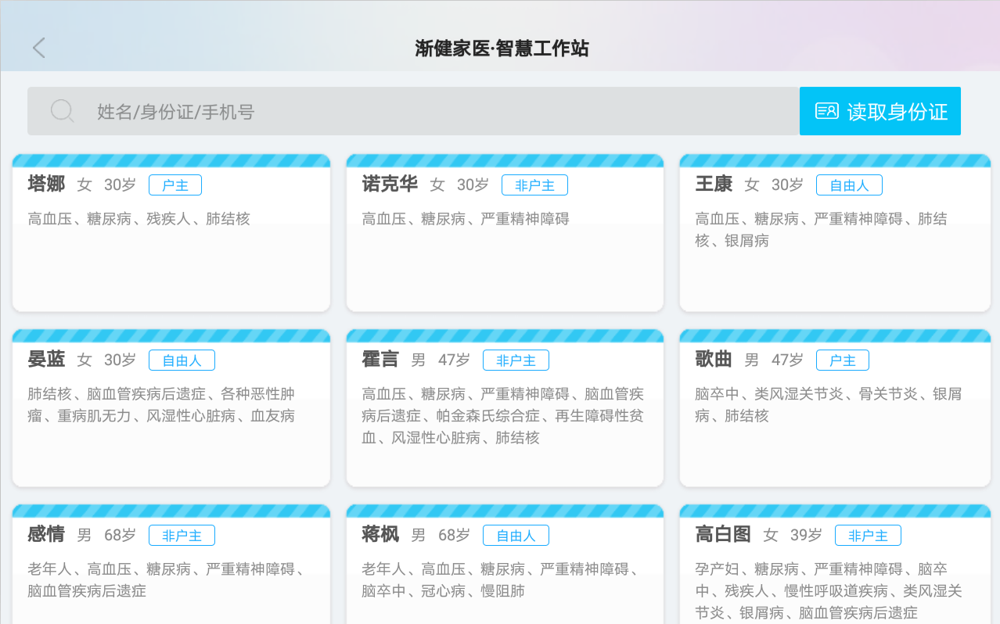 渐健家医·智慧工作站
姓名/身份证/手机号
读取身份证
塔娜 女 30岁 户主
高血压、糖尿病、残疾人、肺结核
诺克华 女 30岁 非户主
高血压、糖尿病、严重精神障碍
王康 女 30岁 自由人
高血压、糖尿病、严重精神障碍、肺结
核、银屑病
晏蓝 女 30岁 自由人
肺结核、脑血管疾病后遗症、各种恶性肿
瘤、重病肌无力、风湿性心脏病、血友病
霍言 男 47岁 非户主
高血压、糖尿病、严重精神障碍、脑血管疾
病后遗症、帕金森氏综合症、再生障碍性贫
血、风湿性心脏病、肺结核
歌曲 男 47岁 户主
脑卒中、类风湿关节炎、骨关节炎、银屑
病、肺结核
感情 男 68岁 非户主
老年人、高血压、糖尿病、严重精神障碍、
脑血管疾病后遗症
蒋枫 男 68岁 自由人
老年人、高血压、糖尿病、严重精神障碍、
脑卒中、冠心病、慢阻肺
高白图 女 39岁 非户主
孕产妇、糖尿病、严重精神障碍、脑卒
中、残疾人、慢性呼吸道疾病、类风湿关
节炎、银屑病、脑血管疾病后遗症